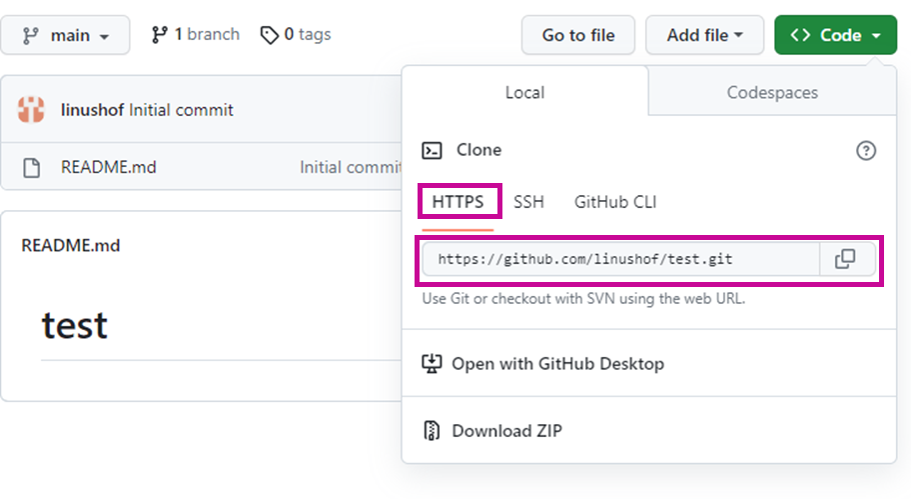 main 1 branch 0 tags Go to file Add file <> Code
Local Codespaces
linushof Initial commit
Clone
README.md Initial commit
HTTPS SSH GitHub CLI
README.md
https://github.com/linushof/test.git
Use Git or checkout with SVN using the web URL.
test
Open with GitHub Desktop
Download ZIP